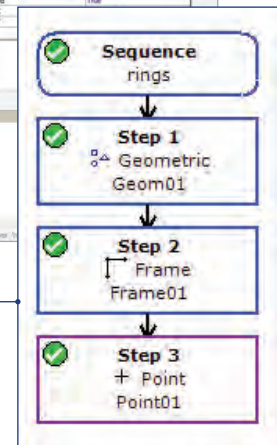 Sequence
rings
Step 1
Geometric
Geom01
Step 2
Frame
Frame01
Step 3
+ Point
Point01